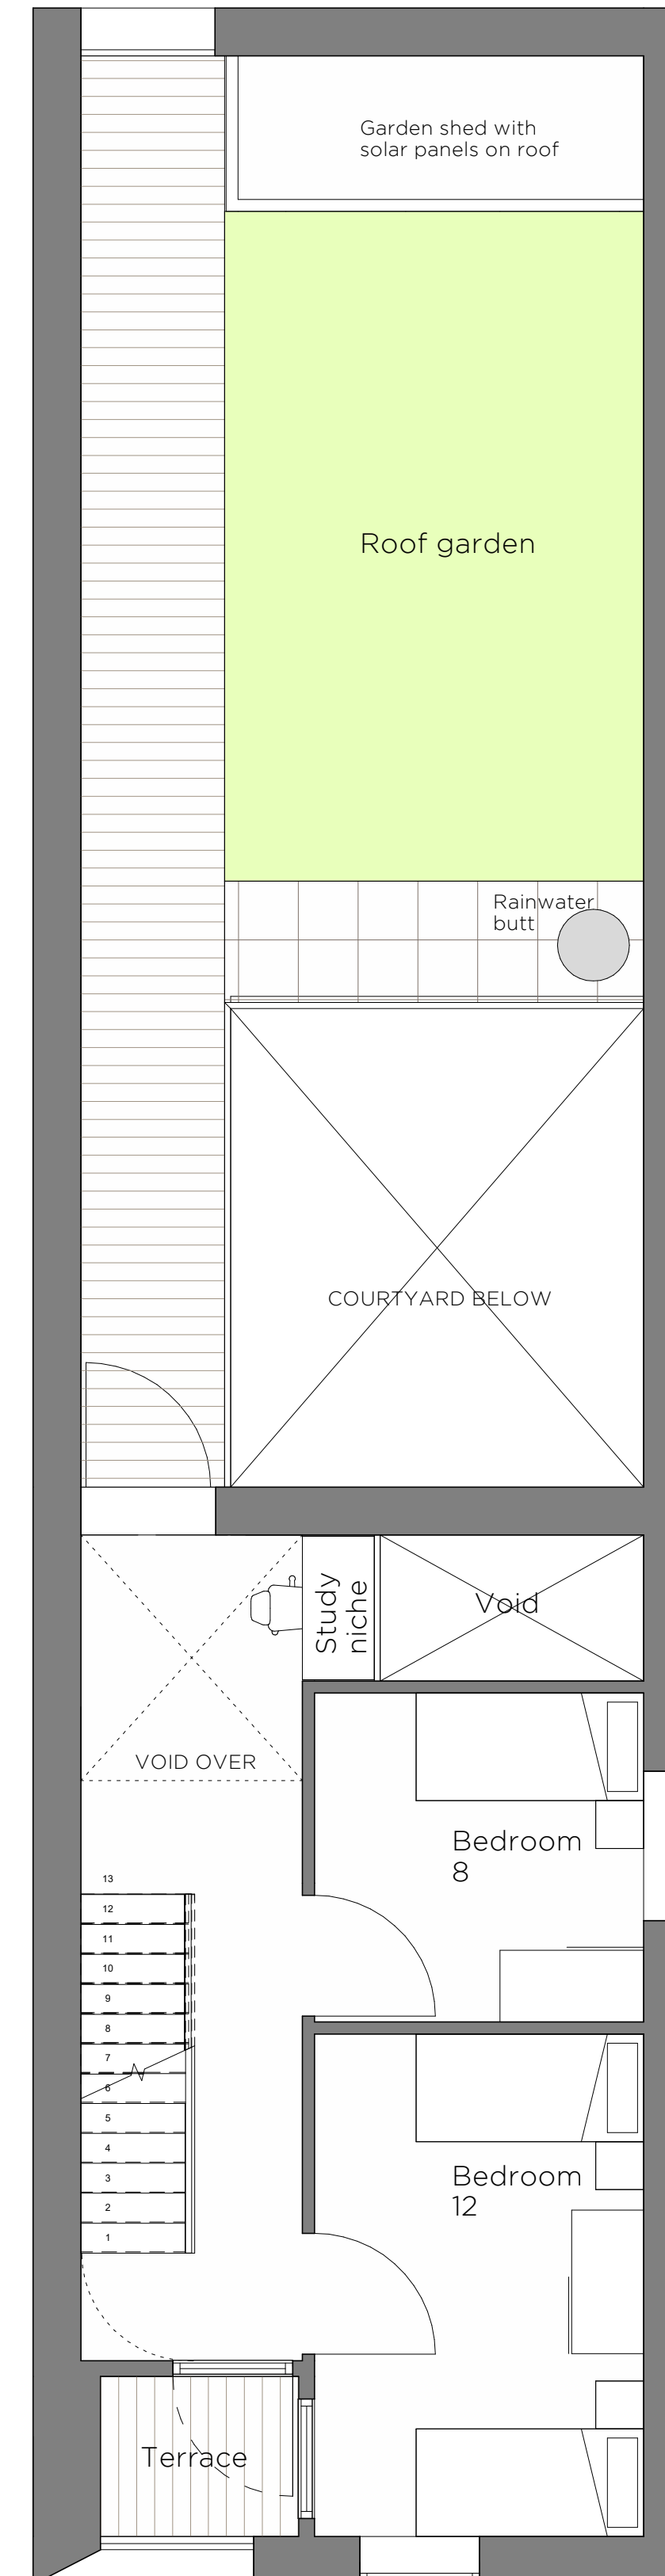 Garden shed with
solar panels on roof
Roof garden
Rainwater
butt
COURTYARD BELOW
Study
niche
Void
VOID OVER
Bedroom
8
13
12
11
10
9
8
7
6
5
4
3
2
1
Bedroom
12
Terrace